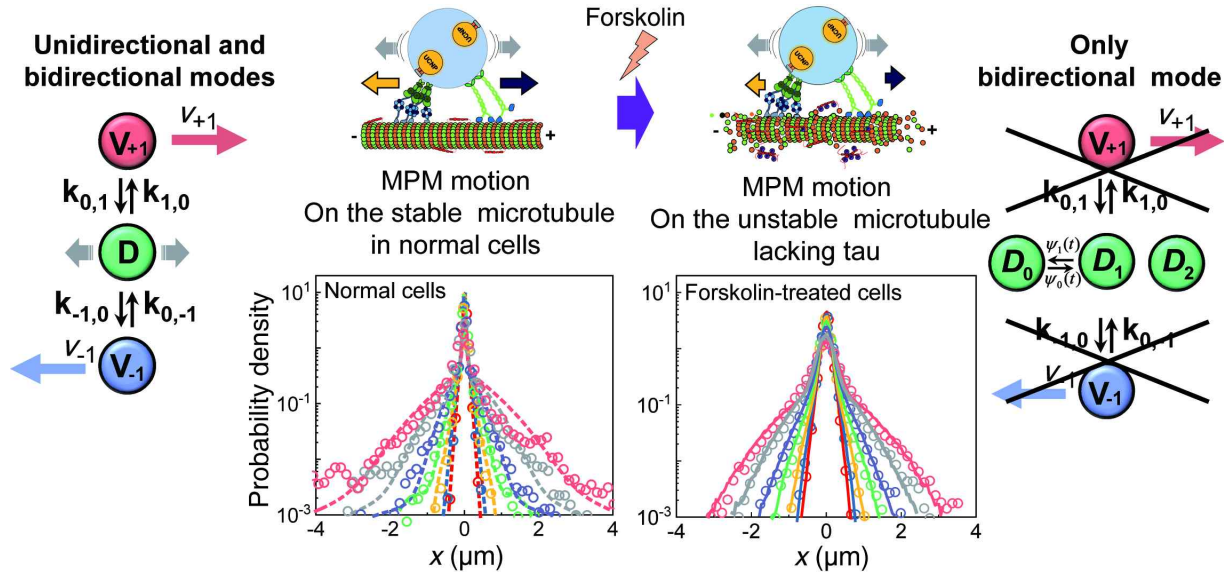 Unidirectional and
bidirectional modes
V+1
v+1
k0,1
k1,0
D
k-1,0
k0,-1
v-1
V-1
UCNP
UCNP
-
+
MPM motion
On the stable microtubule
in normal cells
Forskolin
UCNP
UCNP
-
+
MPM motion
On the unstable microtubule
lacking tau
Normal cells
Probability density
10^1
10^-1
10^-3
-4
-2
0
2
4
x (μm)
Forskolin-treated cells
10^1
10^-1
10^-3
-4
-2
0
2
4
x (μm)
Only
bidirectional mode
V+1
v+1
k0,1
k1,0
D0
ψ1(t)
ψ0(t)
D1
D2
k-1,0
k0,-1
v-1
V-1